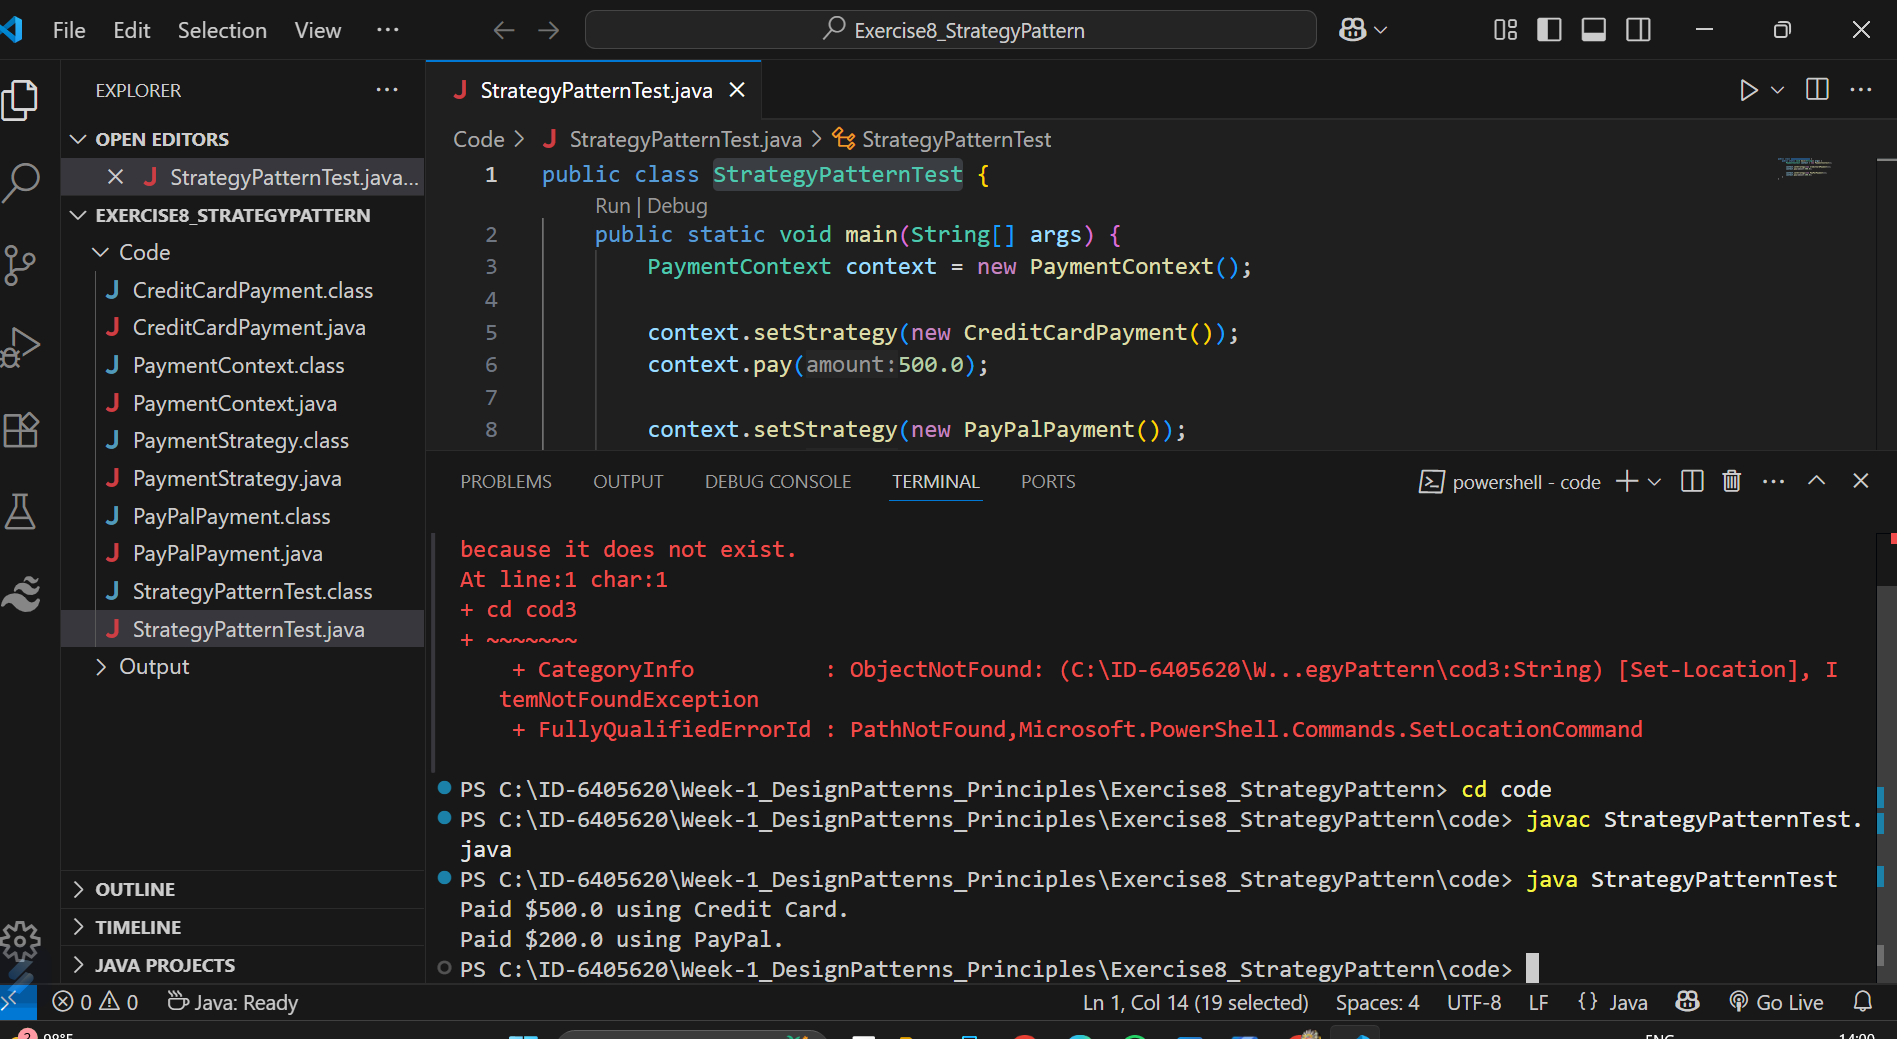 File Edit Selection View ···
Exercise8_StrategyPattern
EXPLORER ···
OPEN EDITORS
StrategyPatternTest.java...
EXERCISE8_STRATEGYPATTERN
Code
J CreditCardPayment.class
J CreditCardPayment.java
J PaymentContext.class
J PaymentContext.java
J PaymentStrategy.class
J PaymentStrategy.java
J PayPalPayment.class
J PayPalPayment.java
J StrategyPatternTest.class
J StrategyPatternTest.java
Output
OUTLINE
TIMELINE
JAVA PROJECTS
J StrategyPatternTest.java
Code > J StrategyPatternTest.java > StrategyPatternTest
1 public class StrategyPatternTest {
Run | Debug
2 public static void main(String[] args) {
3 PaymentContext context = new PaymentContext();
4
5 context.setStrategy(new CreditCardPayment());
6 context.pay(amount:500.0);
7
8 context.setStrategy(new PayPalPayment());
PROBLEMS OUTPUT DEBUG CONSOLE TERMINAL PORTS
powershell - code
because it does not exist.
At line:1 char:1
+ cd cod3
+ ~~~~~~~
+ CategoryInfo : ObjectNotFound: (C:\ID-6405620\W...egyPattern\cod3:String) [Set-Location], I
temNotFoundException
+ FullyQualifiedErrorId : PathNotFound,Microsoft.PowerShell.Commands.SetLocationCommand
PS C:\ID-6405620\Week-1_DesignPatterns_Principles\Exercise8_StrategyPattern> cd code
PS C:\ID-6405620\Week-1_DesignPatterns_Principles\Exercise8_StrategyPattern\code> javac StrategyPatternTest.
java
PS C:\ID-6405620\Week-1_DesignPatterns_Principles\Exercise8_StrategyPattern\code> java StrategyPatternTest
Paid $500.0 using Credit Card.
Paid $200.0 using PayPal.
PS C:\ID-6405620\Week-1_DesignPatterns_Principles\Exercise8_StrategyPattern\code>
0 0 Java: Ready
Ln 1, Col 14 (19 selected) Spaces: 4 UTF-8 LF {} Java Go Live